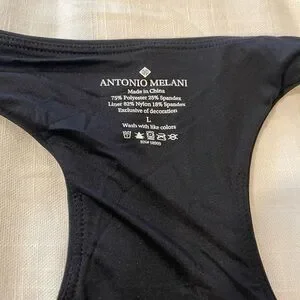 ANTONIO MELANI
Made in China
75% Polyester 25% Spandex
Liner 82% Nylon 18% Spandex
Exclusive of decoration
L
Wash with like colors